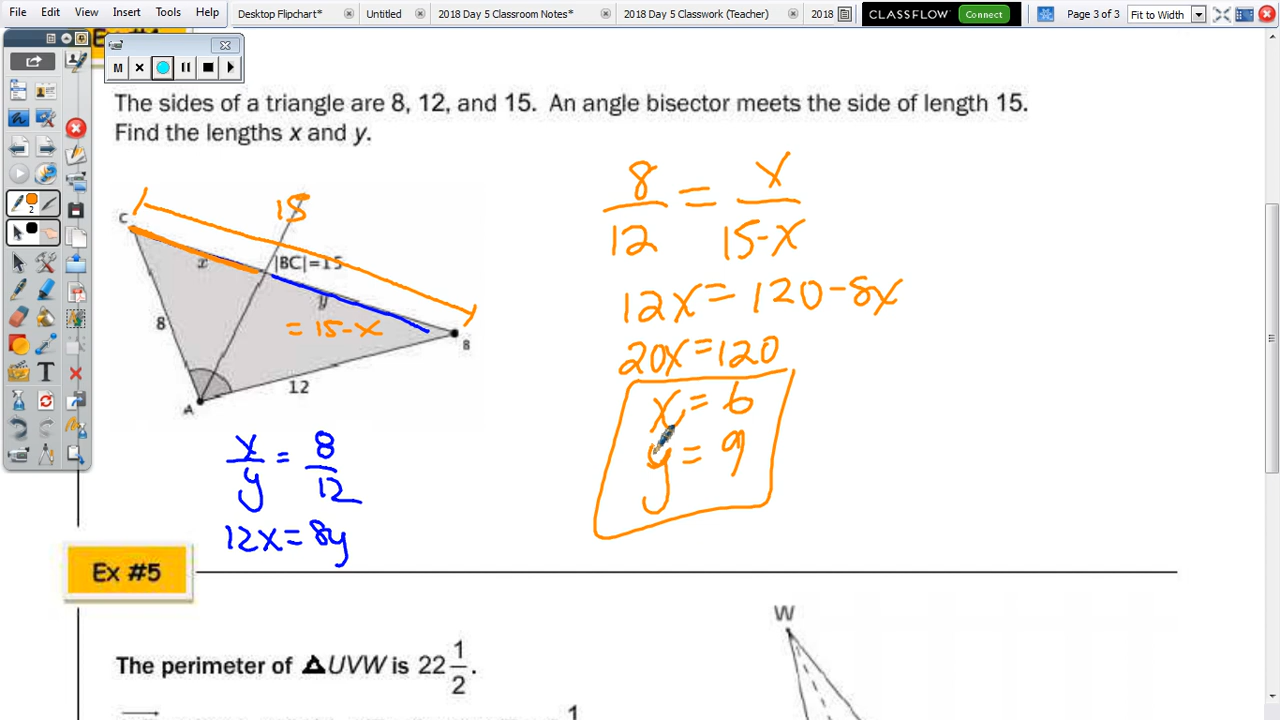 File Edit View Insert Tools Help Desktop Flipchart* Untitled 2018 Day 5 Classroom Notes* 2018 Day 5 Classwork (Teacher) 2018 CLASSFLOW Connect Page 3 of 3 Fit to Width
M
2
The sides of a triangle are 8, 12, and 15. An angle bisector meets the side of length 15.
Find the lengths x and y.
15
C
x
|BC|=15
y
= 15-x
8
B
12
A
x/y = 8/12
12x = 8y
8/12 = x/15-x
12x = 120-8x
20x = 120
x = 6
y = 9
Ex #5
W
The perimeter of △UVW is 22 1/2.
1